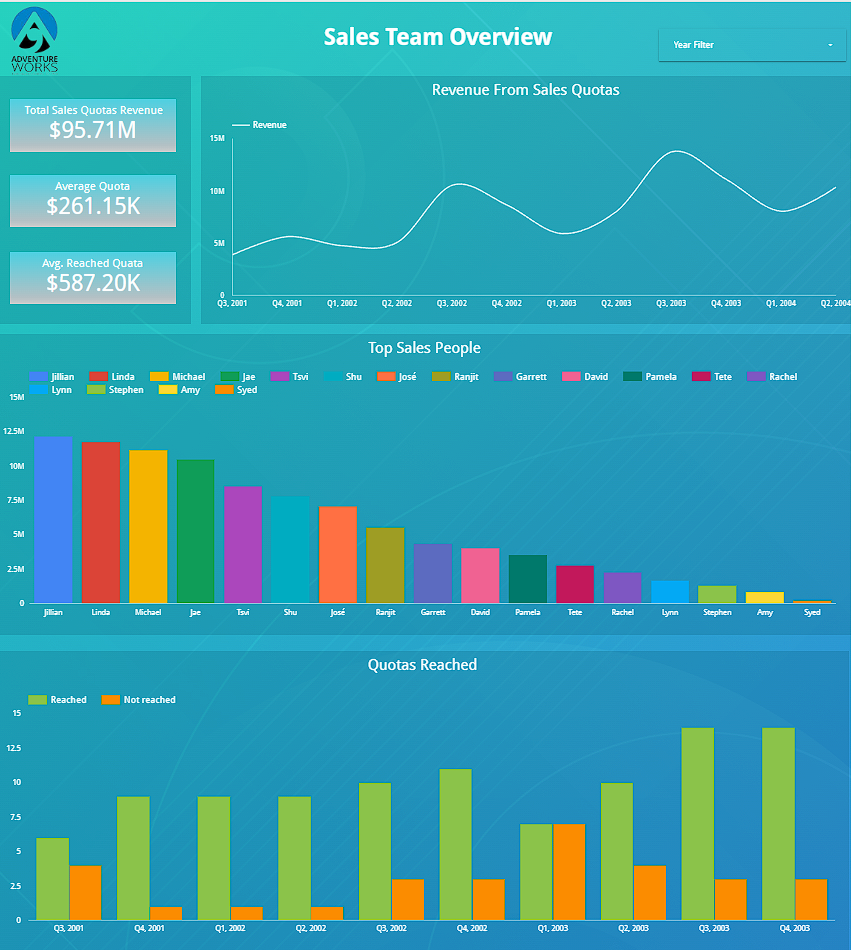 ADVENTURE
WORKS
Sales Team Overview
Year Filter
Total Sales Quotas Revenue
$95.71M
Average Quota
$261.15K
Avg. Reached Quata
$587.20K
Revenue From Sales Quotas
Revenue
15M
10M
5M
0
Q3, 2001 Q4, 2001 Q1, 2002 Q2, 2002 Q3, 2002 Q4, 2002 Q1, 2003 Q2, 2003 Q3, 2003 Q4, 2003 Q1, 2004 Q2, 2004
Top Sales People
Jillian Linda Michael Jae Tsvi Shu José Ranjit Garrett David Pamela Tete Rachel
Lynn Stephen Amy Syed
15M
12.5M
10M
7.5M
5M
2.5M
0
Jillian Linda Michael Jae Tsvi Shu José Ranjit Garrett David Pamela Tete Rachel Lynn Stephen Amy Syed
Quotas Reached
Reached Not reached
15
12.5
10
7.5
5
2.5
0
Q3, 2001 Q4, 2001 Q1, 2002 Q2, 2002 Q3, 2002 Q4, 2002 Q1, 2003 Q2, 2003 Q3, 2003 Q4, 2003